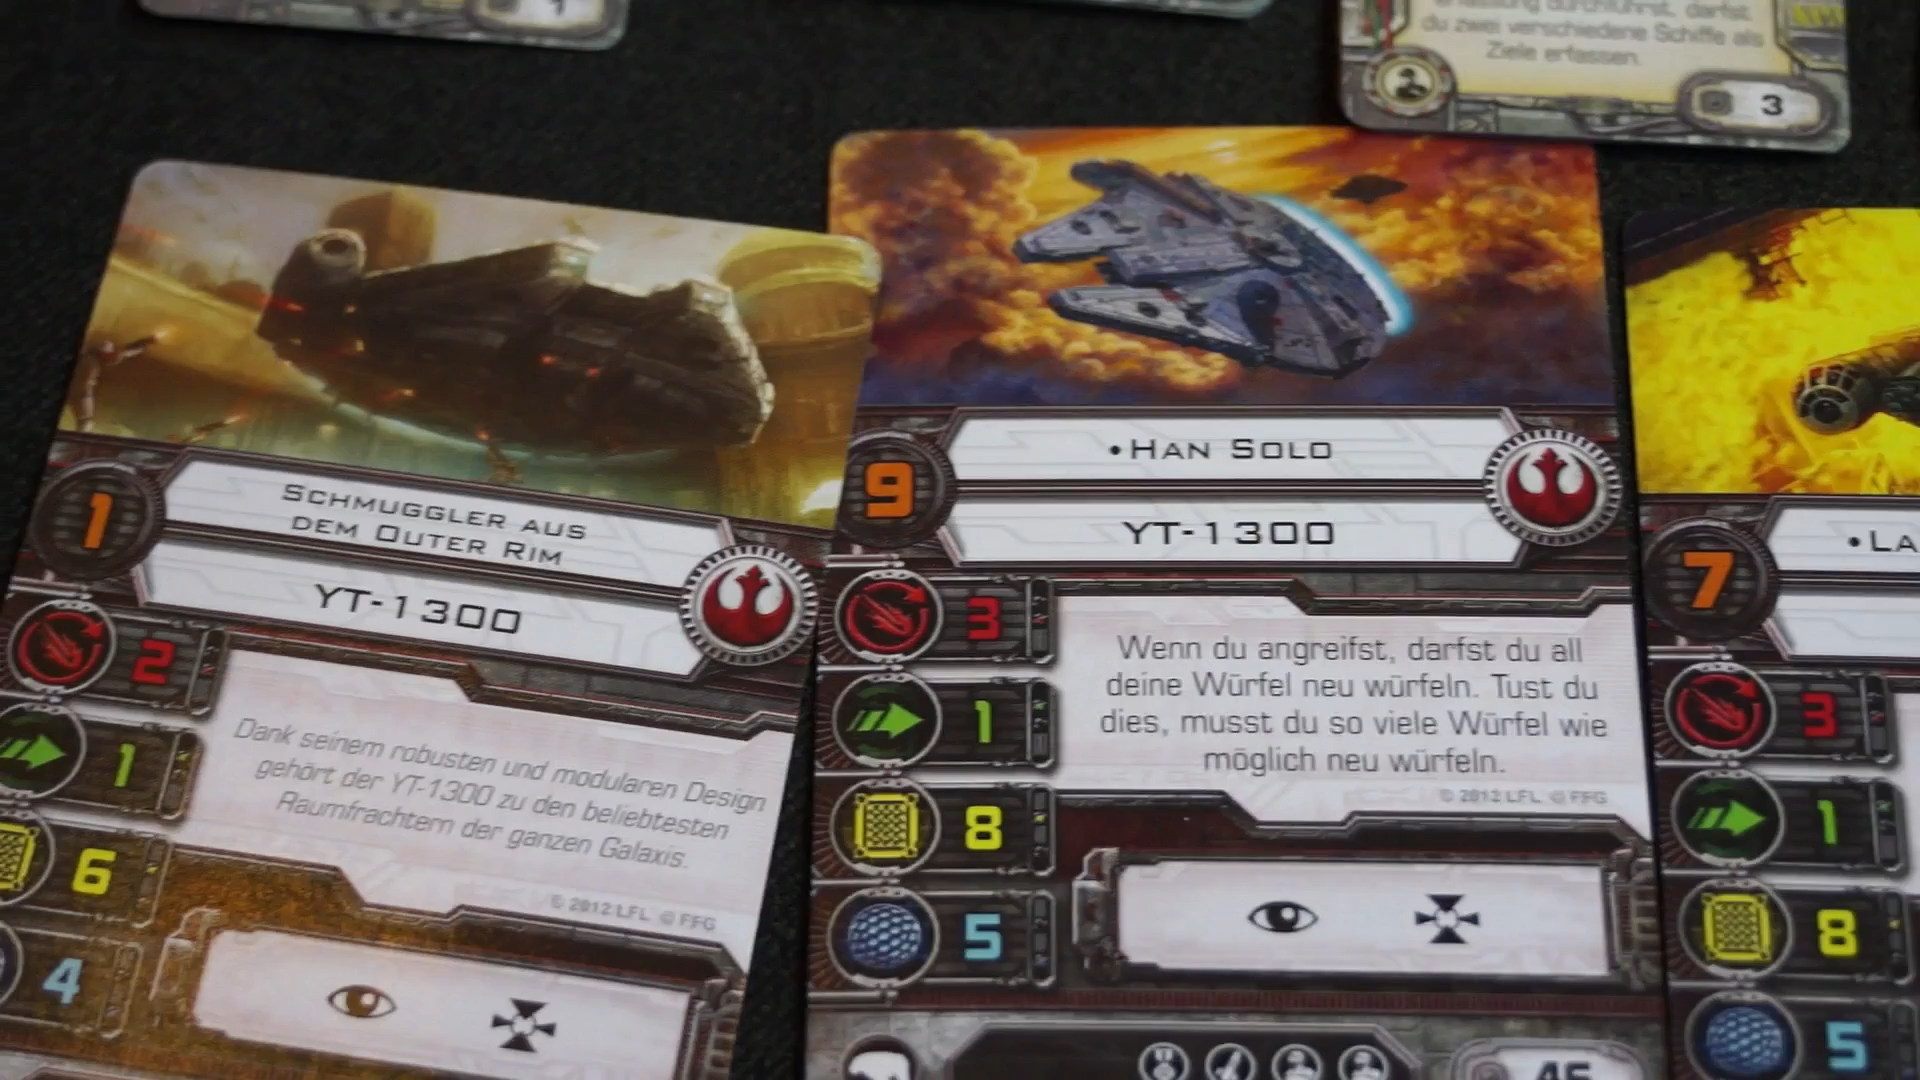 1
erfassung durchführst, darfst
du zwei verschiedene Schiffe als
Ziele erfassen.
3
1
SCHMUGGLER AUS
DEM OUTER RIM
YT-1300
2
1
6
4
Dank seinem robusten und modularen Design
gehört der YT-1300 zu den beliebtesten
Raumfrachtern der ganzen Galaxis.
© 2012 LFL © FFG
9
•HAN SOLO
YT-1300
3
1
8
5
Wenn du angreifst, darfst du all
deine Würfel neu würfeln. Tust du
dies, musst du so viele Würfel wie
möglich neu würfeln.
© 2012 LFL © FFG
7
•LA
3
1
8
5